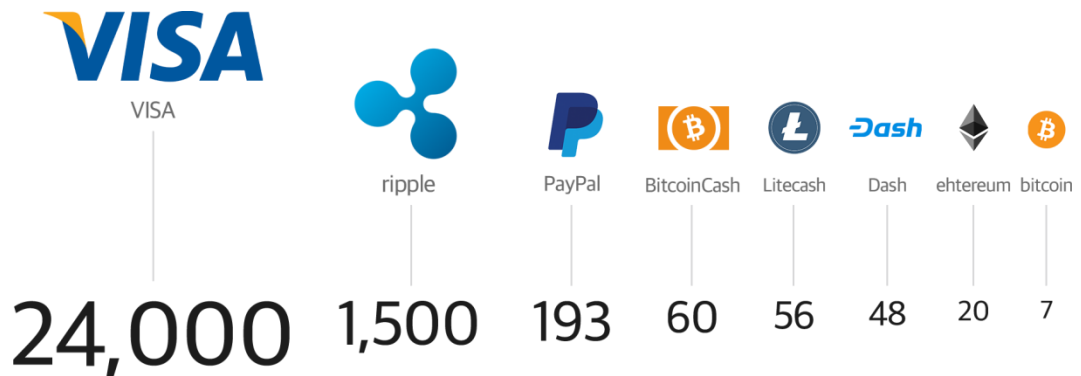 VISA
VISA
ripple
PayPal
BitcoinCash
Litecash
Dash
Dash
ehtereum
bitcoin
24,000
1,500
193
60
56
48
20
7